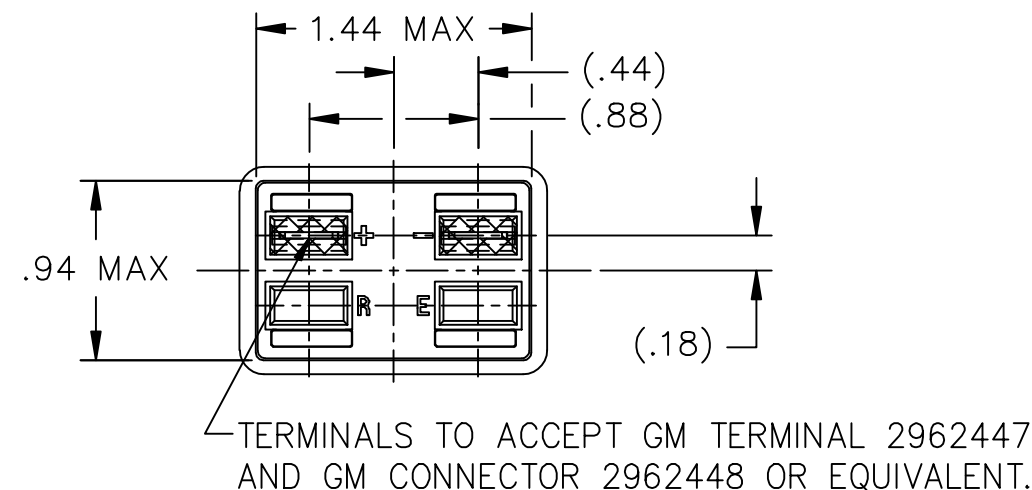 1.44 MAX
(.44)
(.88)
+ -
.94 MAX
R E
(.18)
TERMINALS TO ACCEPT GM TERMINAL 2962447
AND GM CONNECTOR 2962448 OR EQUIVALENT.